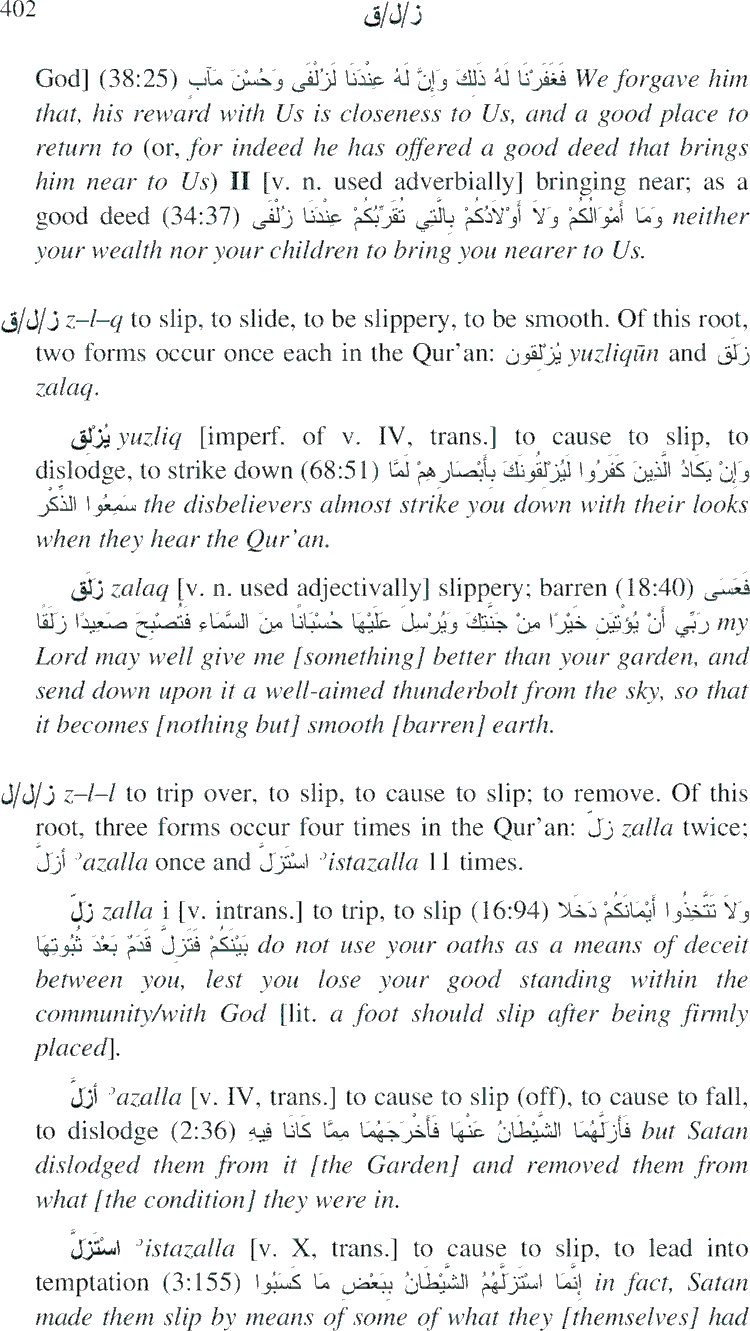 402
ز/ل/ق
God] (38:25) فَغَفَرْنَا لَهُ ذَلِكَ وَإِنَّ لَهُ عِنْدَنَا لَزُلْفَى وَحُسْنَ مَآبٍ We forgave him
that, his reward with Us is closeness to Us, and a good place to
return to (or, for indeed he has offered a good deed that brings
him near to Us) II [v. n. used adverbially] bringing near; as a
good deed (34:37) وَمَا أَمْوَالُكُمْ وَلاَ أَوْلَادُكُمْ بِالَّتِي تُقَرِّبُكُمْ عِنْدَنَا زُلْفَى neither
your wealth nor your children to bring you nearer to Us.
ز/ل/ق z–l–q to slip, to slide, to be slippery, to be smooth. Of this root,
two forms occur once each in the Qur'an: يُزْلِقون yuzliqūn and زلَق
zalaq.
يُزْلِق yuzliq [imperf. of v. IV, trans.] to cause to slip, to
dislodge, to strike down (68:51) وَإِنْ يَكَادُ الَّذِينَ كَفَرُوا لَيُزْلِقُونَكَ بِأَبْصَارِهِمْ لَمَّا
سَمِعُوا الذِّكْرَ the disbelievers almost strike you down with their looks
when they hear the Qur'an.
زلَق zalaq [v. n. used adjectivally] slippery; barren (18:40) فَعَسَى
رَبِّي أَنْ يُؤْتِيَنِ خَيْرًا مِنْ جَنَّتِكَ وَيُرْسِلَ عَلَيْهَا حُسْبَانًا مِنَ السَّمَاءِ فَتُصْبِحَ صَعِيدًا زَلَقًا my
Lord may well give me [something] better than your garden, and
send down upon it a well-aimed thunderbolt from the sky, so that
it becomes [nothing but] smooth [barren] earth.
ز/ل/ل z–l–l to trip over, to slip, to cause to slip; to remove. Of this
root, three forms occur four times in the Qur'an: زلّ zalla twice;
أزلَّ ʾazalla once and اسْتَزَلَّ ʾistazalla 11 times.
زلّ zalla i [v. intrans.] to trip, to slip (16:94) وَلاَ تَتَّخِذُوا أَيْمَانَكُمْ دَخَلا
بَيْنَكُمْ فَتَزِلَّ قَدَمٌ بَعْدَ ثُبُوتِهَا do not use your oaths as a means of deceit
between you, lest you lose your good standing within the
community/with God [lit. a foot should slip after being firmly
placed].
أزلَّ ʾazalla [v. IV, trans.] to cause to slip (off), to cause to fall,
to dislodge (2:36) فَأَزَلَّهُمَا الشَّيْطَانُ عَنْهَا فَأَخْرَجَهُمَا مِمَّا كَانَا فِيهِ but Satan
dislodged them from it [the Garden] and removed them from
what [the condition] they were in.
اسْتَزَلَّ ʾistazalla [v. X, trans.] to cause to slip, to lead into
temptation (3:155) إِنَّمَا اسْتَزَلَّهُمُ الشَّيْطَانُ بِبَعْضِ مَا كَسَبُوا in fact, Satan
made them slip by means of some of what they [themselves] had